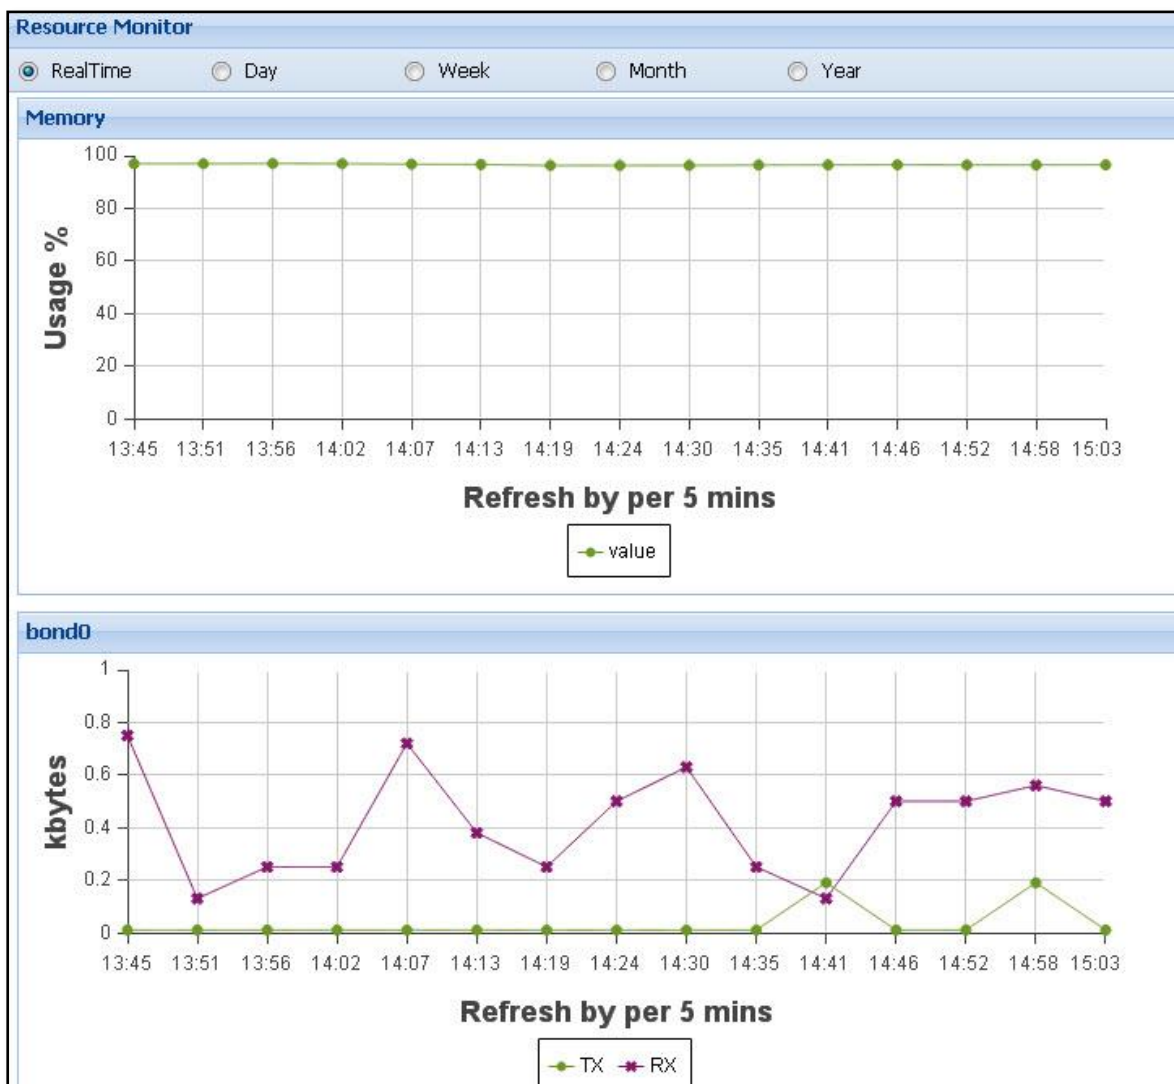 Resource Monitor
RealTime Day Week Month Year
Memory
100
80
60
40
20
0
Usage %
13:45 13:51 13:56 14:02 14:07 14:13 14:19 14:24 14:30 14:35 14:41 14:46 14:52 14:58 15:03
Refresh by per 5 mins
value
bond0
1
0.8
0.6
0.4
0.2
0
kbytes
13:45 13:51 13:56 14:02 14:07 14:13 14:19 14:24 14:30 14:35 14:41 14:46 14:52 14:58 15:03
Refresh by per 5 mins
TX RX